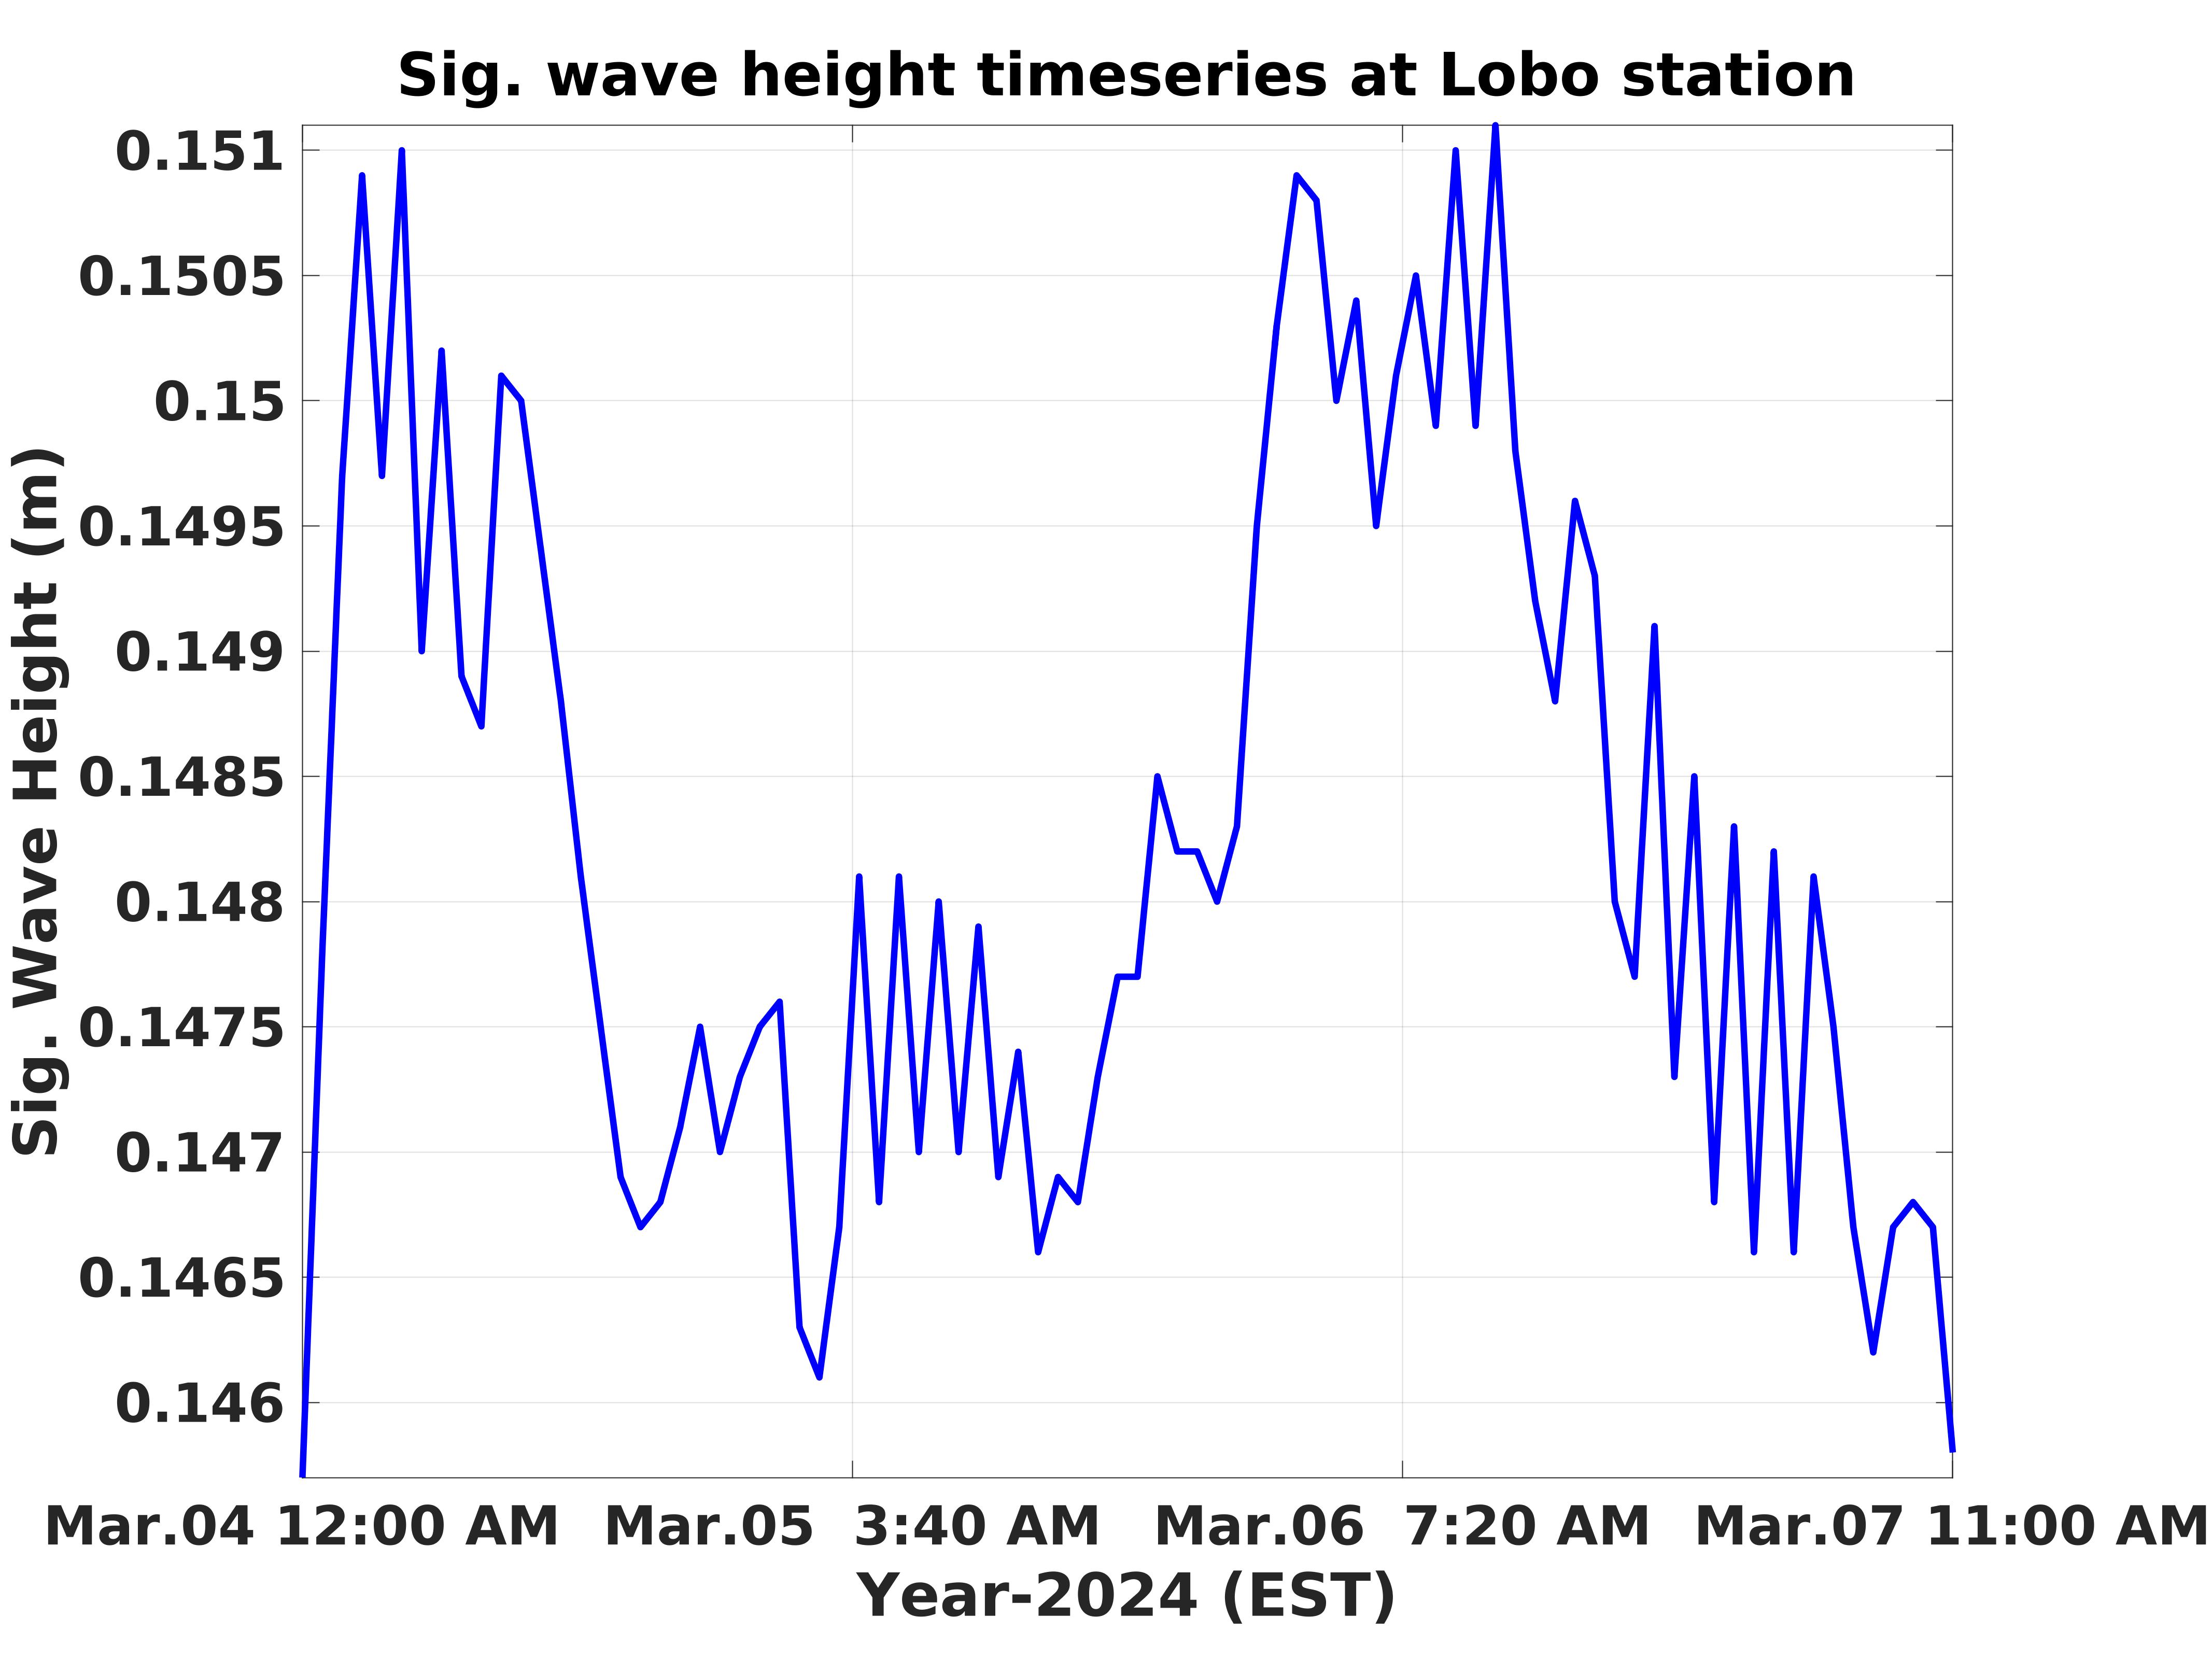 Sig. wave height timeseries at Lobo station
Sig. Wave Height (m)
0.151
0.1505
0.15
0.1495
0.149
0.1485
0.148
0.1475
0.147
0.1465
0.146
Mar.04 12:00 AM Mar.05 3:40 AM Mar.06 7:20 AM Mar.07 11:00 AM
Year-2024 (EST)